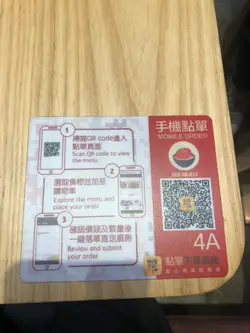 1
掃描QR code進入
點單頁面
Scan QR code to view
the menu.
2
選取食物並加至
購物車
Explore the menu and
place your order
3
確認價錢及數量後
一鍵落單直送廚房
Review and submit
your order
手機點單
MOBILE ORDER
4A